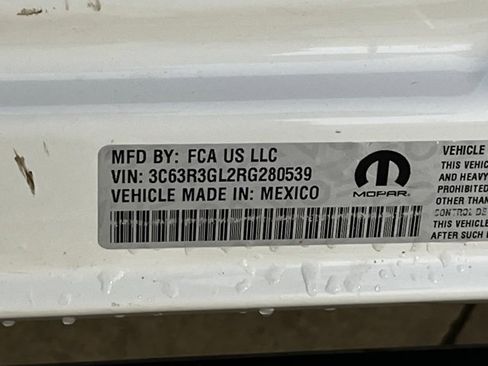 MFD BY: FCA US LLC
VIN: 3C63R3GL2RG280539
VEHICLE MADE IN: MEXICO
MOPAR
VEHICLE
THIS VEHIC
AND HEAVY
PROHIBITED
OTHER THAN
CONTROL DE
THIS VEHICLE
AFTER SUCH